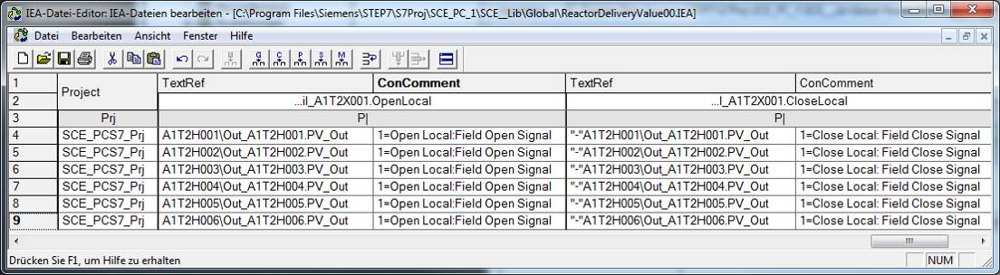 IEA-Datei-Editor: IEA-Dateien bearbeiten - [C:\Program Files\Siemens\STEP7\S7Proj\SCE_PC_1\SCE__Lib\Global\ReactorDeliveryValue00.IEA]
Datei Bearbeiten Ansicht Fenster Hilfe
U G C P S M
1 Project TextRef ConComment TextRef ConComment
2 ...il_A1T2X001.OpenLocal ...l_A1T2X001.CloseLocal
3 Prj P| P|
4 SCE_PCS7_Prj A1T2H001\Out_A1T2H001.PV_Out 1=Open Local:Field Open Signal "-"A1T2H001\Out_A1T2H001.PV_Out 1=Close Local: Field Close Signal
5 SCE_PCS7_Prj A1T2H002\Out_A1T2H002.PV_Out 1=Open Local:Field Open Signal "-"A1T2H002\Out_A1T2H002.PV_Out 1=Close Local: Field Close Signal
6 SCE_PCS7_Prj A1T2H003\Out_A1T2H003.PV_Out 1=Open Local:Field Open Signal "-"A1T2H003\Out_A1T2H003.PV_Out 1=Close Local: Field Close Signal
7 SCE_PCS7_Prj A1T2H004\Out_A1T2H004.PV_Out 1=Open Local:Field Open Signal "-"A1T2H004\Out_A1T2H004.PV_Out 1=Close Local: Field Close Signal
8 SCE_PCS7_Prj A1T2H005\Out_A1T2H005.PV_Out 1=Open Local:Field Open Signal "-"A1T2H005\Out_A1T2H005.PV_Out 1=Close Local: Field Close Signal
9 SCE_PCS7_Prj A1T2H006\Out_A1T2H006.PV_Out 1=Open Local:Field Open Signal "-"A1T2H006\Out_A1T2H006.PV_Out 1=Close Local: Field Close Signal
Drücken Sie F1, um Hilfe zu erhalten NUM